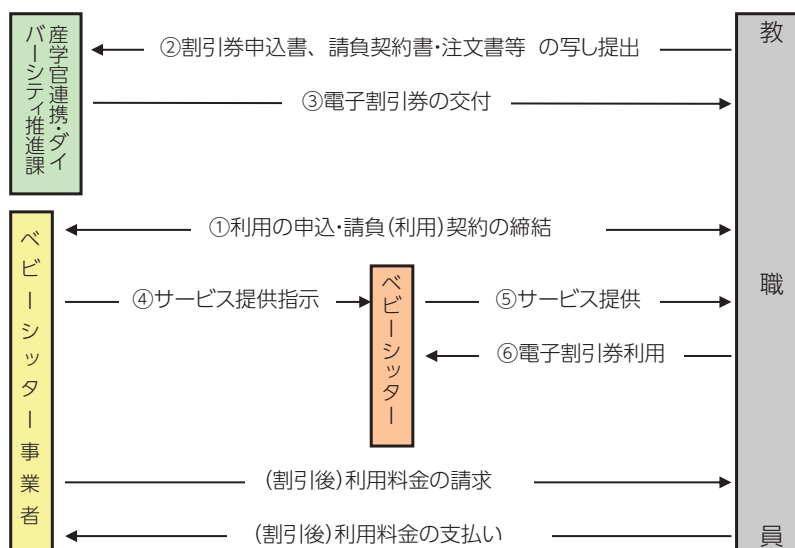 産学官連携・ダイ
バーシティ推進課
教職員
②割引券申込書、請負契約書・注文書等 の写し提出
③電子割引券の交付
ベビーシッター事業者
①利用の申込・請負(利用)契約の締結
④サービス提供指示
ベビーシッター
⑤サービス提供
⑥電子割引券利用
(割引後)利用料金の請求
(割引後)利用料金の支払い